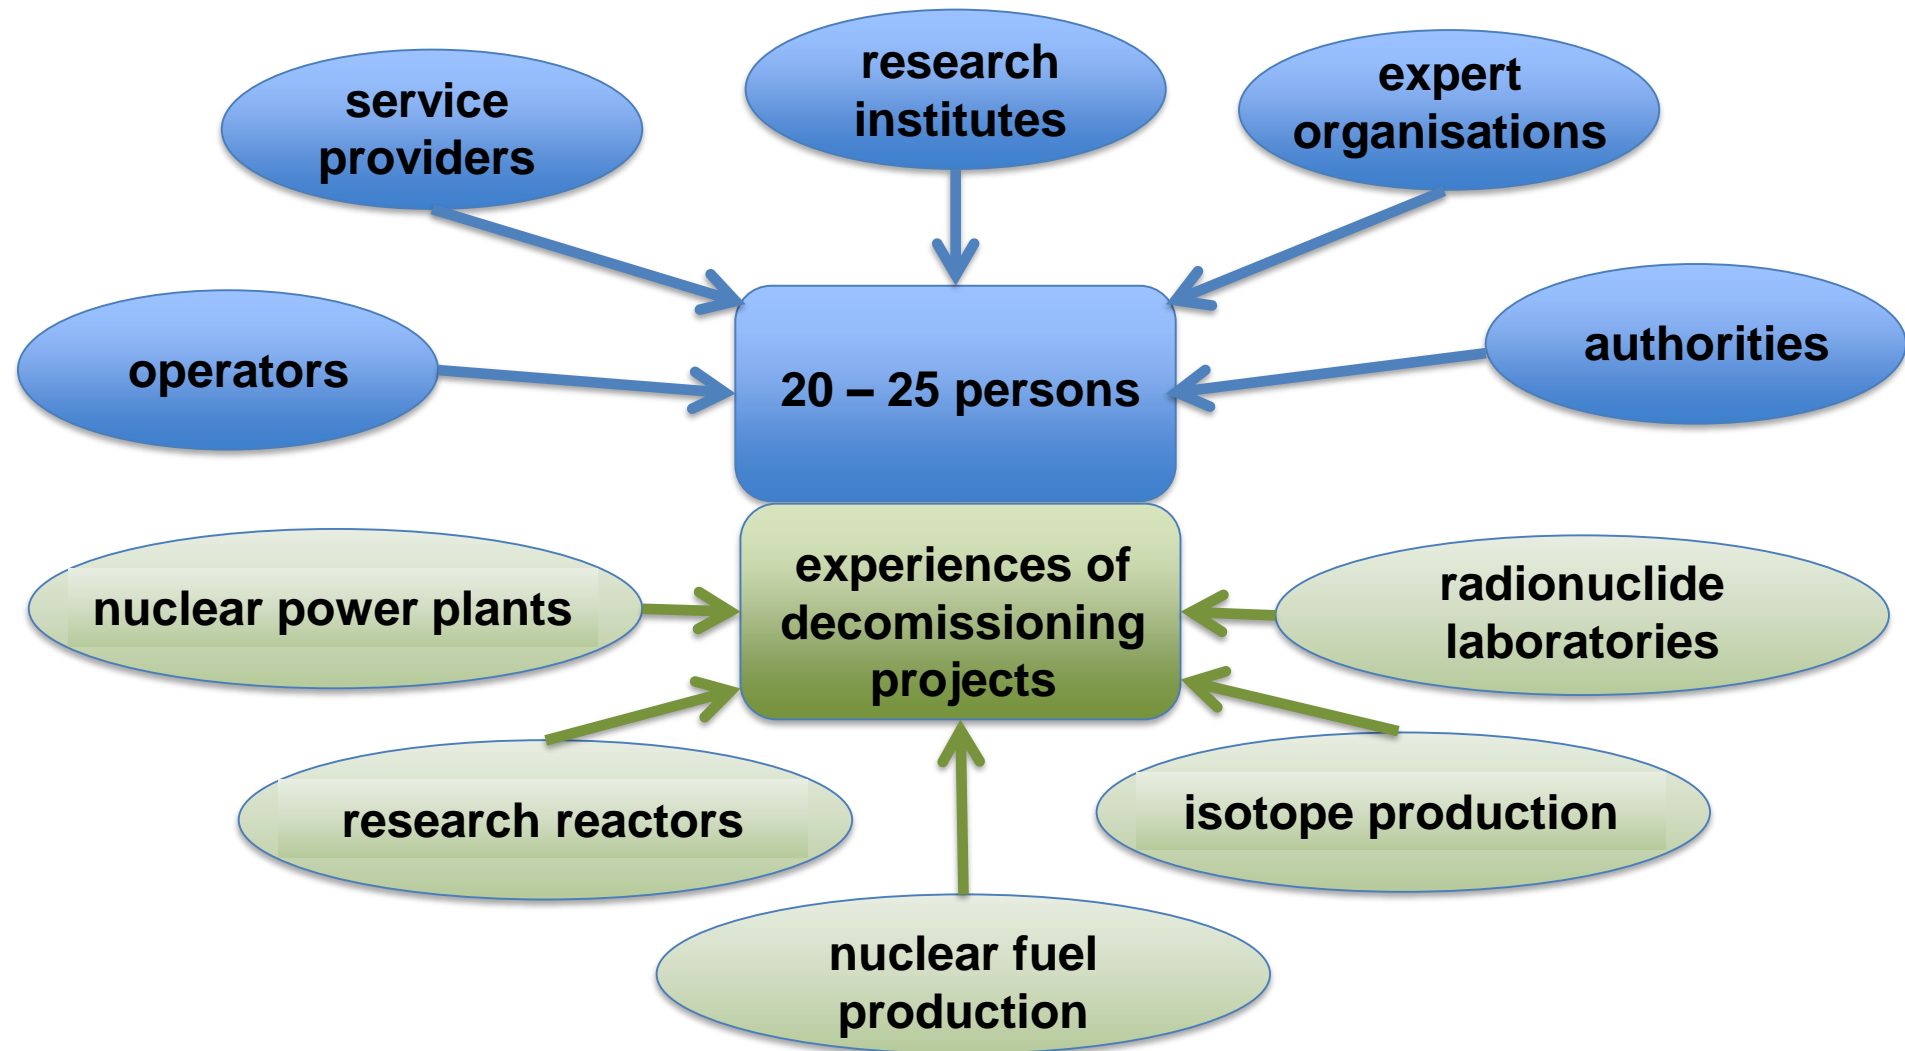 research
institutes
service
providers
expert
organisations
operators
authorities
20 – 25 persons
experiences of
decomissioning
projects
nuclear power plants
radionuclide
laboratories
research reactors
isotope production
nuclear fuel
production